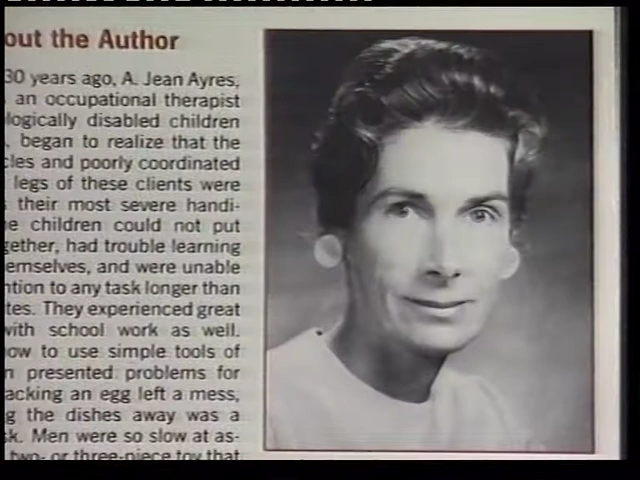 out the Author
30 years ago, A. Jean Ayres,
an occupational therapist
logically disabled children
, began to realize that the
cles and poorly coordinated
legs of these clients were
their most severe handi-
e children could not put
gether, had trouble learning
emselves, and were unable
ntion to any task longer than
tes. They experienced great
with school work as well.
ow to use simple tools of
n presented problems for
acking an egg left a mess,
g the dishes away was a
k. Men were so slow at as-
two- or three-piece toy that